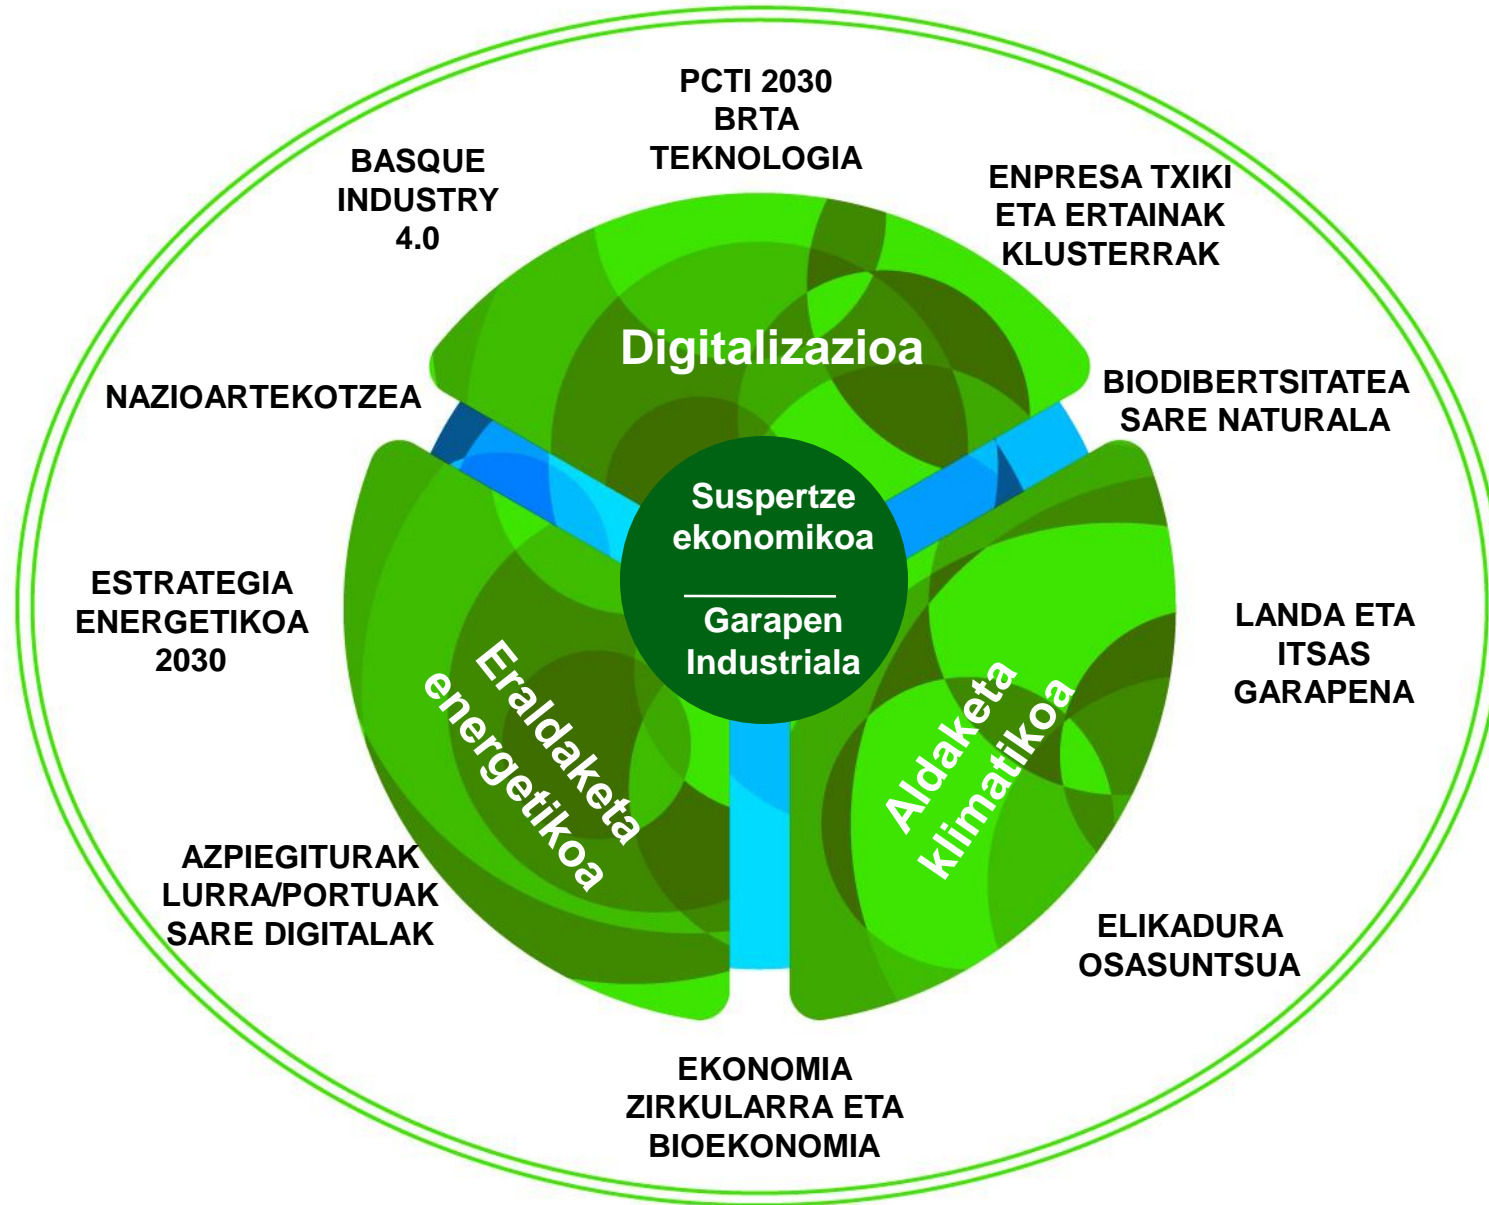 PCTI 2030
BRTA
TEKNOLOGIA
BASQUE
INDUSTRY
4.0
ENPRESA TXIKI
ETA ERTAINAK
KLUSTERRAK
Digitalizazioa
NAZIOARTEKOTZEA
BIODIBERTSITATEA
SARE NATURALA
Suspertze
ekonomikoa
Garapen
Industriala
ESTRATEGIA
ENERGETIKOA
2030
LANDA ETA
ITSAS
GARAPENA
Eraldaketa
energetikoa
Aldaketa
klimatikoa
AZPIEGITURAK
LURRA/PORTUAK
SARE DIGITALAK
ELIKADURA
OSASUNTSUA
EKONOMIA
ZIRKULARRA ETA
BIOEKONOMIA